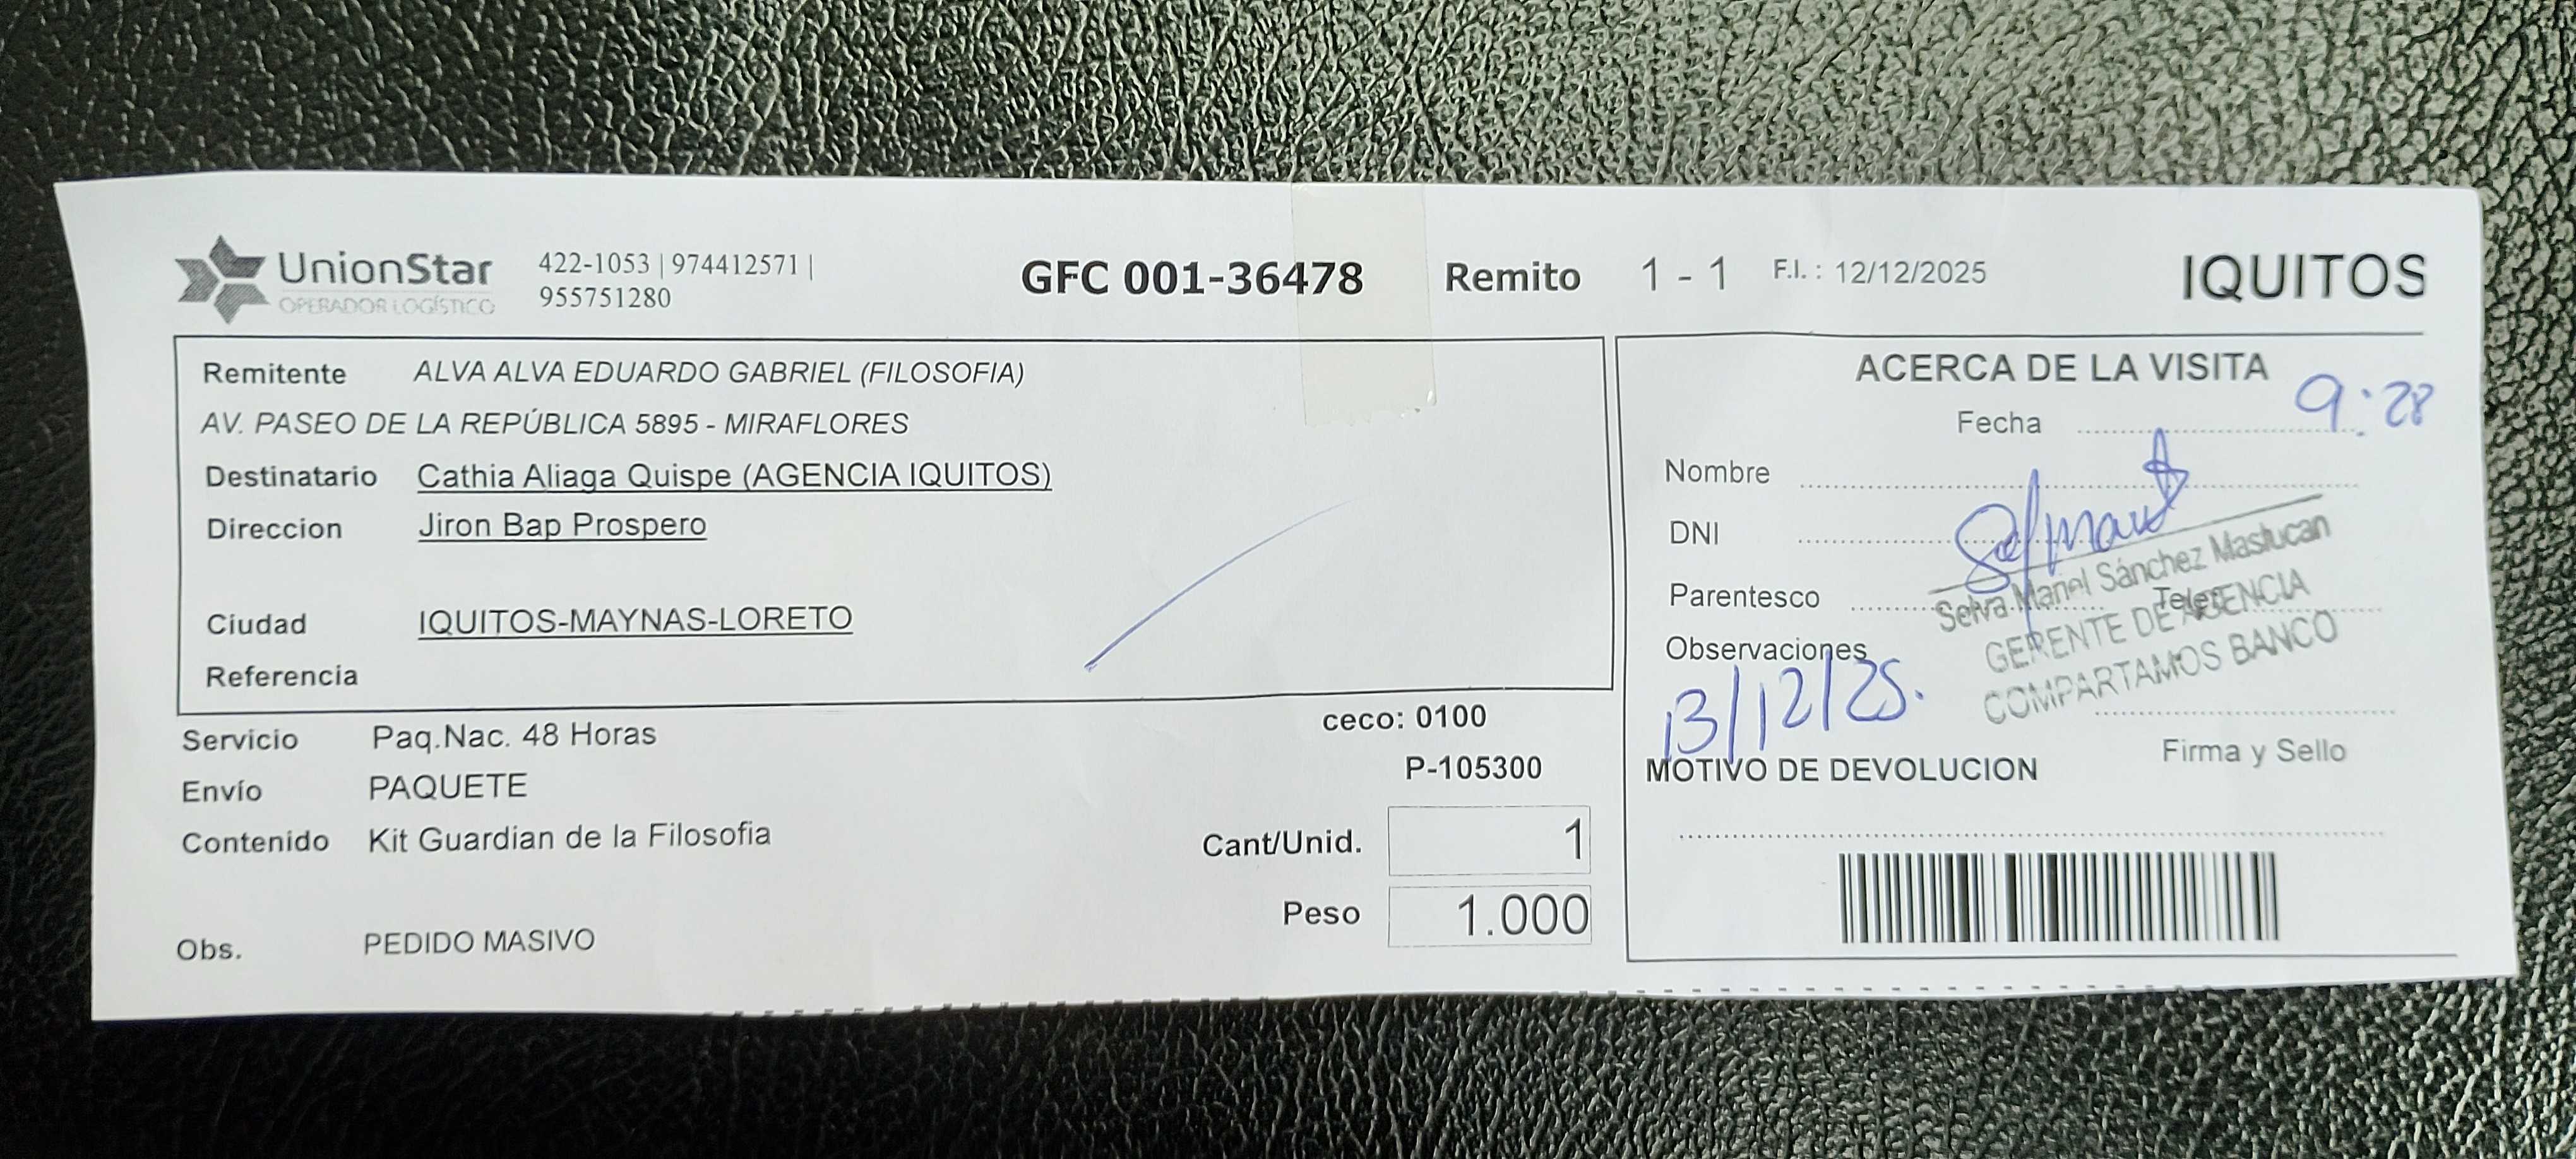 UnionStar
OPERADOR LOGÍSTICO
422-1053 | 974412571 |
955751280
GFC 001-36478 Remito 1 - 1 F.I. : 12/12/2025 IQUITOS
Remitente ALVA ALVA EDUARDO GABRIEL (FILOSOFIA)
AV. PASEO DE LA REPÚBLICA 5895 - MIRAFLORES
Destinatario Cathia Aliaga Quispe (AGENCIA IQUITOS)
Direccion Jiron Bap Prospero
Ciudad IQUITOS-MAYNAS-LORETO
Referencia
Servicio Paq.Nac. 48 Horas
Envío PAQUETE
Contenido Kit Guardian de la Filosofia
Obs. PEDIDO MASIVO
ceco: 0100
P-105300
Cant/Unid. 1
Peso 1.000
ACERCA DE LA VISITA
9:28
Fecha
Nombre
DNI
Parentesco
Selva Sánchez
GERENTE DE AGENCIA
COMPARTAMOS BANCO
Observaciones
13/12/25.
Firma y Sello
MOTIVO DE DEVOLUCION